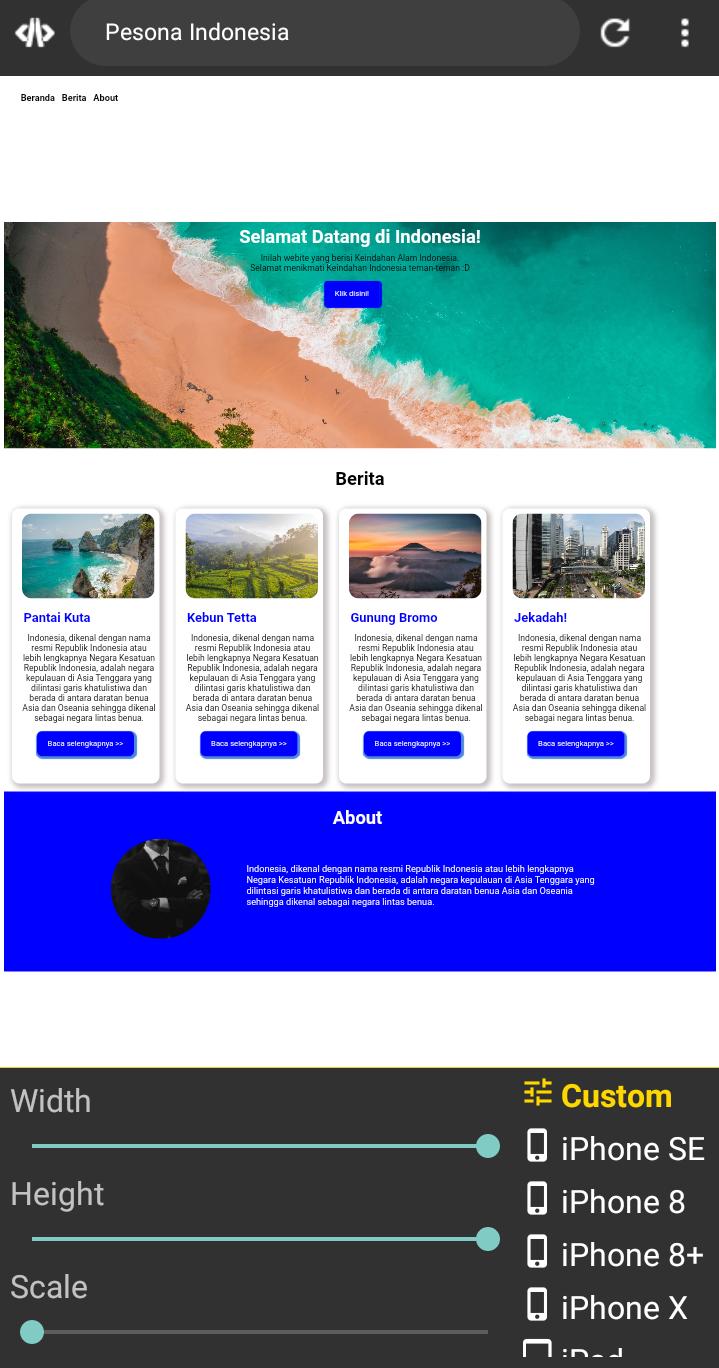 Pesona Indonesia
Beranda Berita About
Selamat Datang di Indonesia!
Inilah webite yang berisi Keindahan Alam Indonesia.
Selamat menikmati Keindahan Indonesia teman-teman :D
Klik disini!
Berita
Pantai Kuta
Indonesia, dikenal dengan nama
resmi Republik Indonesia atau
lebih lengkapnya Negara Kesatuan
Republik Indonesia, adalah negara
kepulauan di Asia Tenggara yang
dilintasi garis khatulistiwa dan
berada di antara daratan benua
Asia dan Oseania sehingga dikenal
sebagai negara lintas benua.
Baca selengkapnya >>
Kebun Tetta
Indonesia, dikenal dengan nama
resmi Republik Indonesia atau
lebih lengkapnya Negara Kesatuan
Republik Indonesia, adalah negara
kepulauan di Asia Tenggara yang
dilintasi garis khatulistiwa dan
berada di antara daratan benua
Asia dan Oseania sehingga dikenal
sebagai negara lintas benua.
Baca selengkapnya >>
Gunung Bromo
Indonesia, dikenal dengan nama
resmi Republik Indonesia atau
lebih lengkapnya Negara Kesatuan
Republik Indonesia, adalah negara
kepulauan di Asia Tenggara yang
dilintasi garis khatulistiwa dan
berada di antara daratan benua
Asia dan Oseania sehingga dikenal
sebagai negara lintas benua.
Baca selengkapnya >>
Jekadah!
Indonesia, dikenal dengan nama
resmi Republik Indonesia atau
lebih lengkapnya Negara Kesatuan
Republik Indonesia, adalah negara
kepulauan di Asia Tenggara yang
dilintasi garis khatulistiwa dan
berada di antara daratan benua
Asia dan Oseania sehingga dikenal
sebagai negara lintas benua.
Baca selengkapnya >>
About
Indonesia, dikenal dengan nama resmi Republik Indonesia atau lebih lengkapnya
Negara Kesatuan Republik Indonesia, adalah negara kepulauan di Asia Tenggara yang
dilintasi garis khatulistiwa dan berada di antara daratan benua Asia dan Oseania
sehingga dikenal sebagai negara lintas benua.
Width
Height
Scale
Custom
iPhone SE
iPhone 8
iPhone 8+
iPhone X
iPad